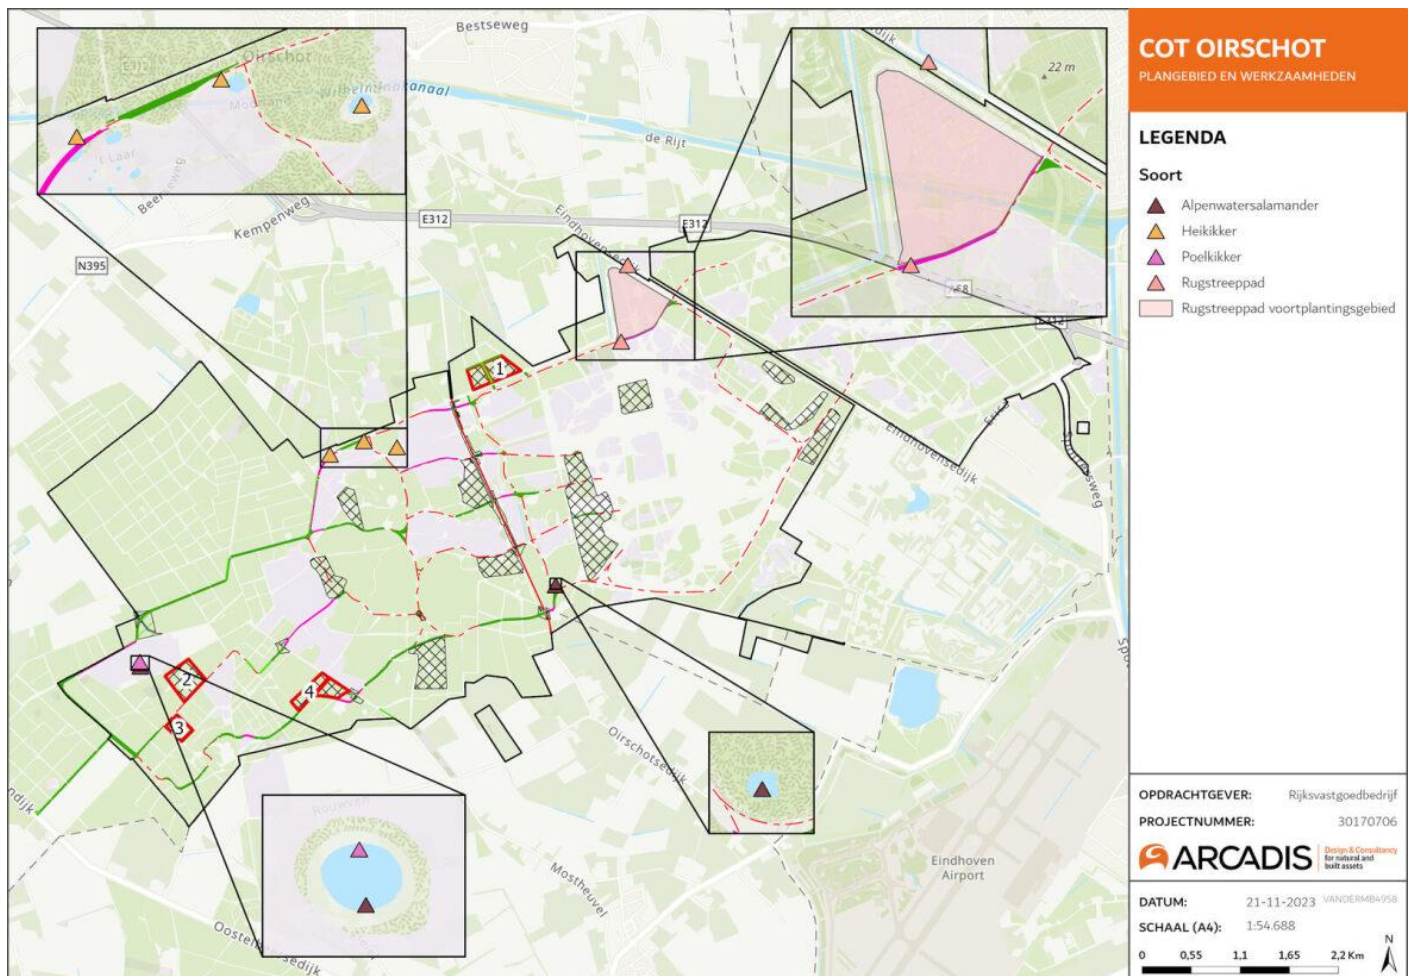 COT OIRSCHOT
PLANGEBIED EN WERKZAAMHEDEN
LEGENDA
Soort
Alpenwatersalamander
Heikikker
Poelkikker
Rugstreeppad
Rugstreeppad voortplantingsgebied
OPDRACHTGEVER: Rijksvastgoedbedrijf
PROJECTNUMMER: 30170706
ARCADIS
Design & Consultancy
for natural and
built assets
DATUM: 21-11-2023 VANDERMB4958
SCHAAL (A4): 1:54.688
N
0 0,55 1,1 1,65 2,2 Km
Bestseweg
Oirschot
Wilhelminakanaal
de Rijt
't Laar
Kempenweg
E312
E312
N395
22 m
A58
Eindhovensedijk
1
2
3
4
Rouwven
Oirschotsedijk
Mostheuvel
Eindhoven
Airport